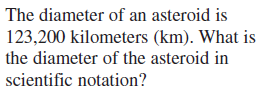 The diameter of an asteroid is
123,200 kilometers (km). What is
the diameter of the asteroid in
scientific notation?